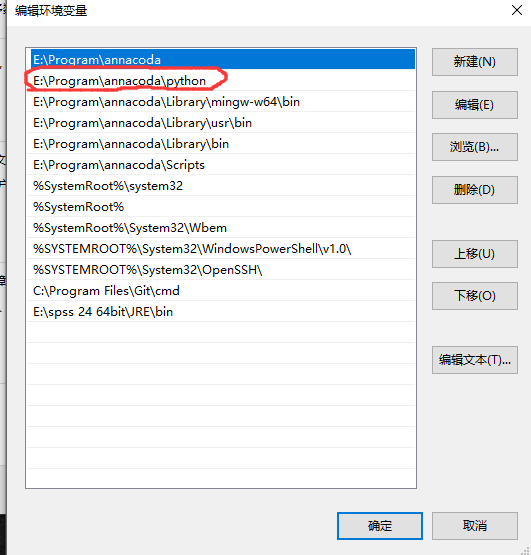 编辑环境变量
E:\Program\annacoda
E:\Program\annacoda\python
E:\Program\annacoda\Library\mingw-w64\bin
E:\Program\annacoda\Library\usr\bin
E:\Program\annacoda\Library\bin
E:\Program\annacoda\Scripts
%SystemRoot%\system32
%SystemRoot%
%SystemRoot%\System32\Wbem
%SYSTEMROOT%\System32\WindowsPowerShell\v1.0\
%SYSTEMROOT%\System32\OpenSSH\
C:\Program Files\Git\cmd
E:\spss 24 64bit\JRE\bin
新建(N)
编辑(E)
浏览(B)...
删除(D)
上移(U)
下移(O)
编辑文本(T)...
确定
取消